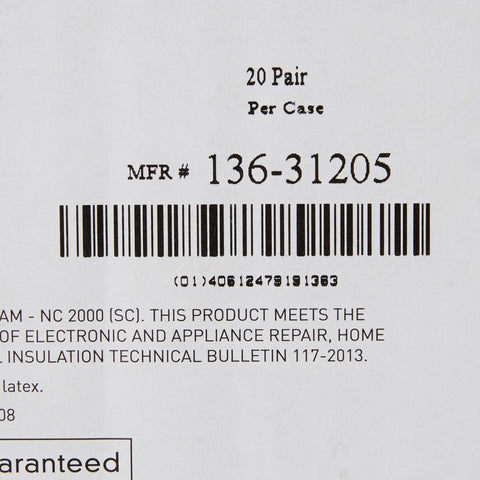 20 Pair
Per Case
MFR # 136-31205
(01)40612479191363
AM - NC 2000 (SC). THIS PRODUCT MEETS THE
OF ELECTRONIC AND APPLIANCE REPAIR, HOME
INSULATION TECHNICAL BULLETIN 117-2013.
latex.
08
aranteed